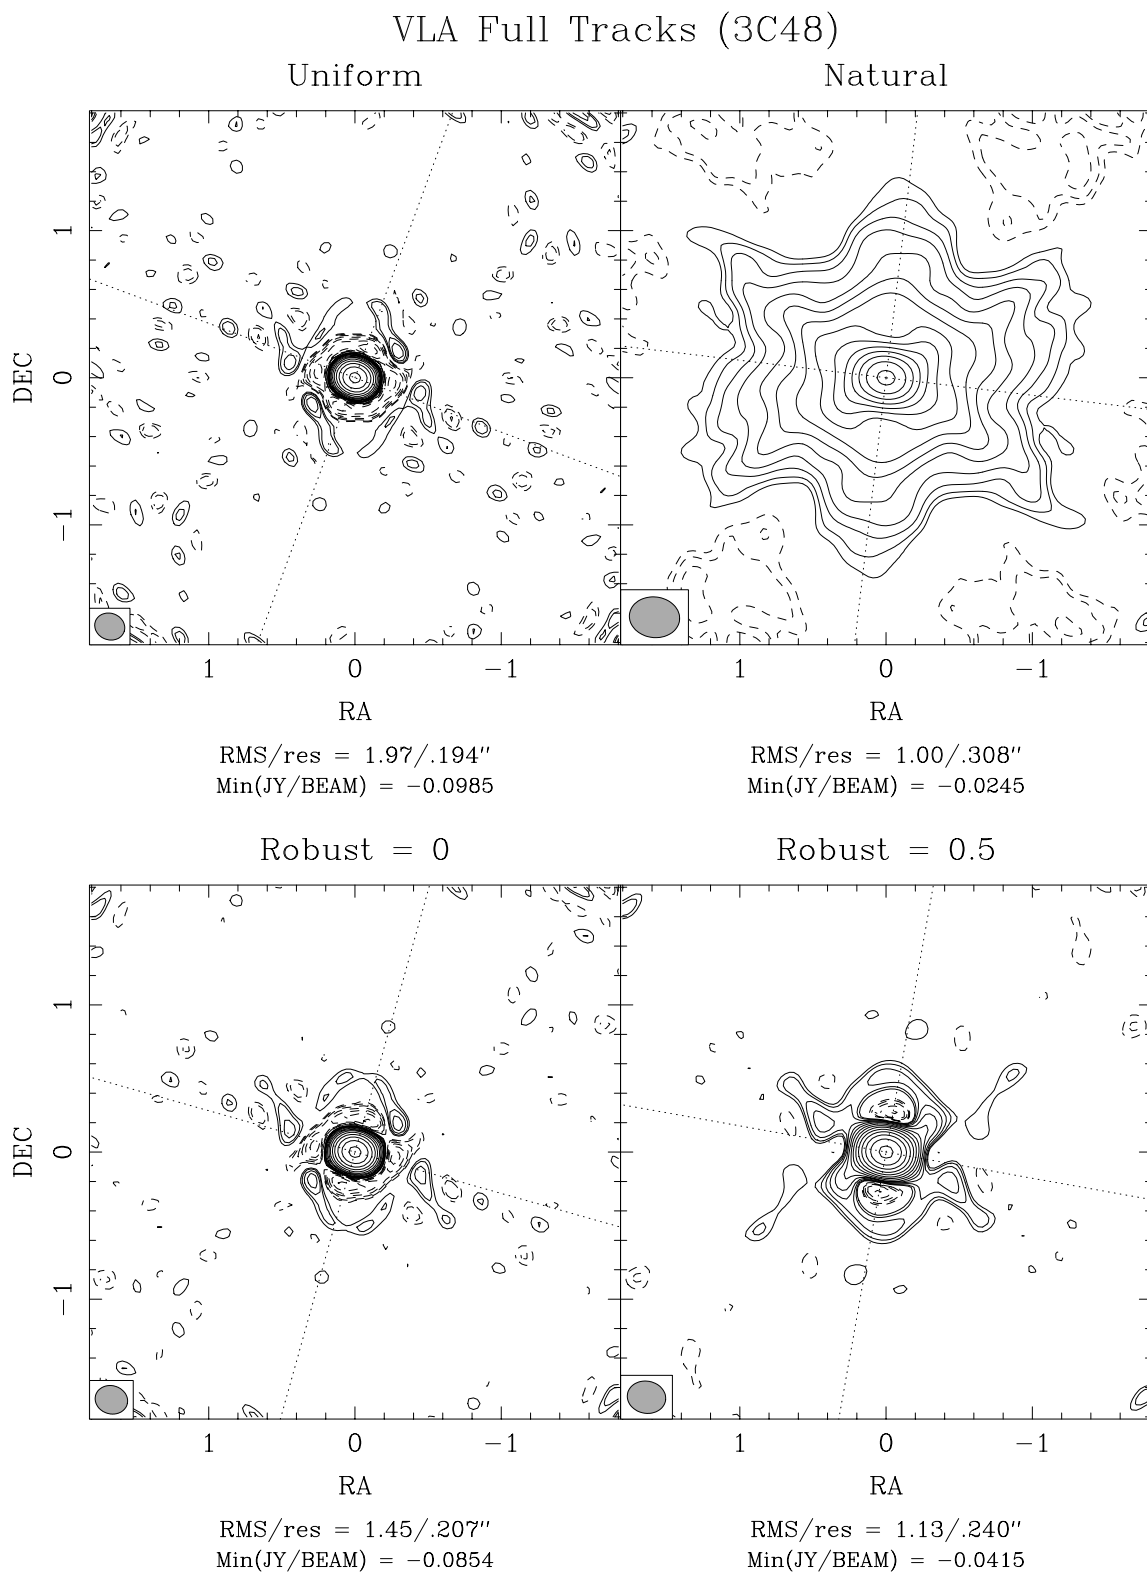 VLA Full Tracks (3C48)
Uniform
Natural
DEC
1
0
−1
1
0
−1
1
0
−1
RA
RA
RMS/res = 1.97/.194″
Min(JY/BEAM) = −0.0985
RMS/res = 1.00/.308″
Min(JY/BEAM) = −0.0245
Robust = 0
Robust = 0.5
DEC
1
0
−1
1
0
−1
1
0
−1
RA
RA
RMS/res = 1.45/.207″
Min(JY/BEAM) = −0.0854
RMS/res = 1.13/.240″
Min(JY/BEAM) = −0.0415